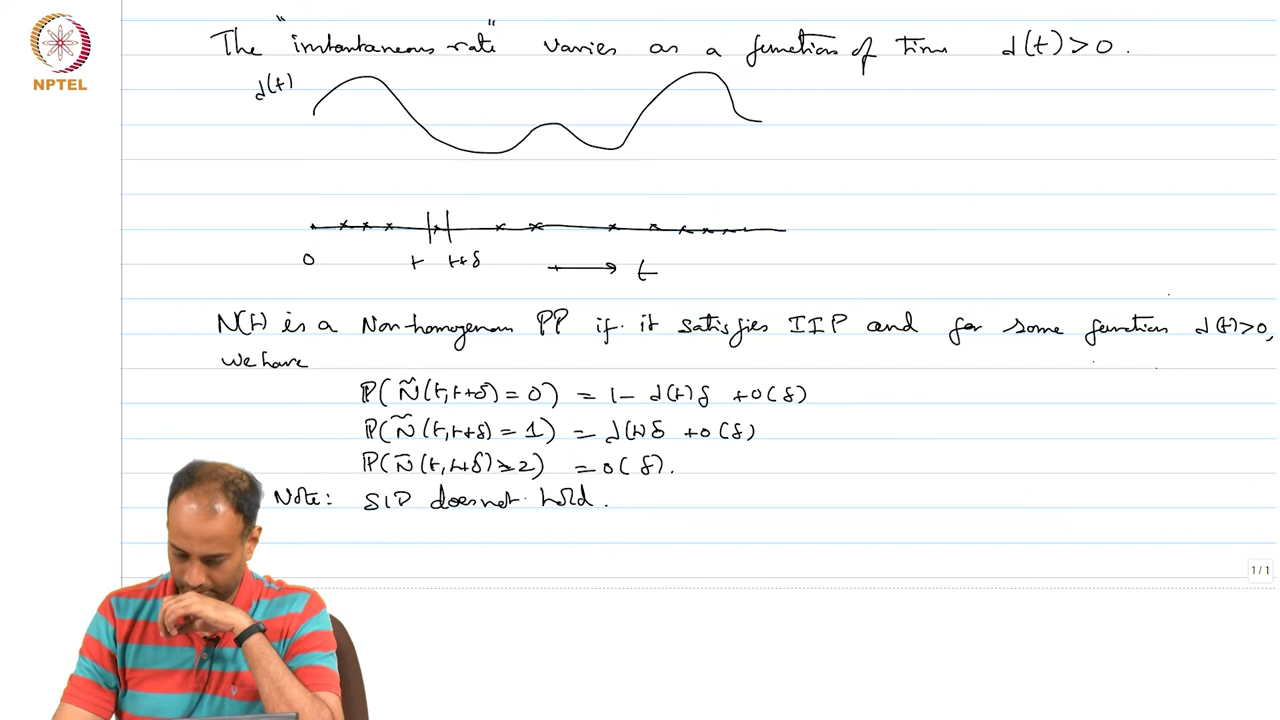 The "instantaneous rate" varies as a function of time λ(t) > 0.
λ(t)
0 t t+δ → t
N(t) is a Non-homogenous PP if it satisfies IIP and for some function λ(t)>0,
we have
P(Ñ(t,t+δ) = 0) = 1 - λ(t)δ + o(δ)
P(Ñ(t,t+δ) = 1) = λ(t)δ + o(δ)
P(Ñ(t,t+δ) ≥ 2) = o(δ).
Note: SIP does not hold.
NPTEL
1/1